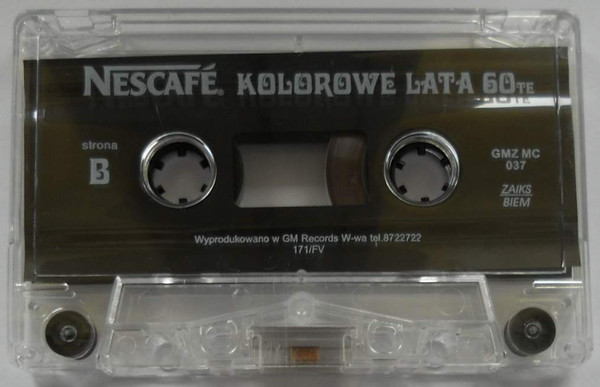 NESCAFÉ® KOLOROWE LATA 60TE
strona
B
GMZ MC
037
ZAIKS
BIEM
Wyprodukowano w GM Records W-wa tel.8722722
171/FV